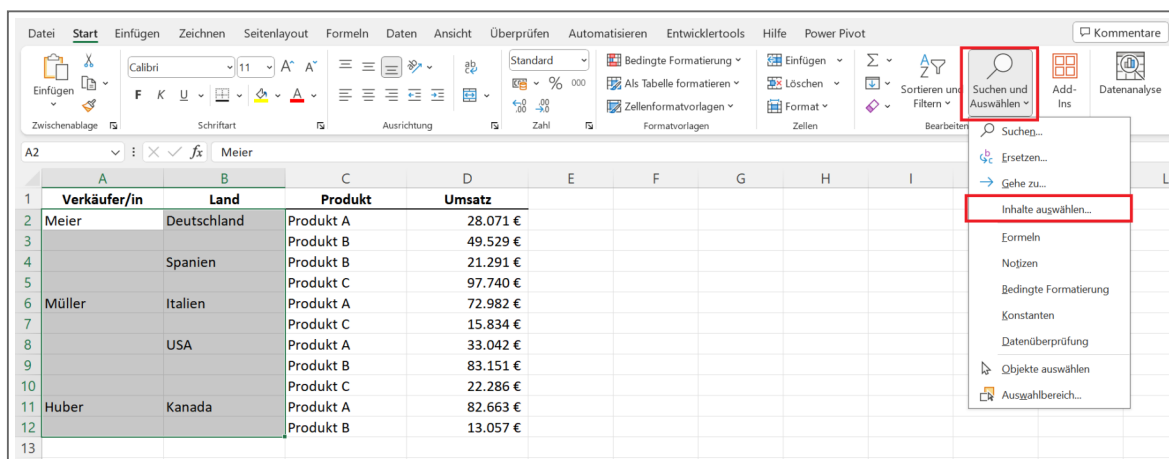 Datei Start Einfügen Zeichnen Seitenlayout Formeln Daten Ansicht Überprüfen Automatisieren Entwicklertools Hilfe Power Pivot Kommentare
Einfügen
Calibri 11
F K U
Standard
% 000
Bedingte Formatierung
Als Tabelle formatieren
Zellenformatvorlagen
Einfügen
Löschen
Format
Sortieren und
Filtern
Suchen und
Auswählen
Add-
Ins
Datenanalyse
Zwischenablage Schriftart Ausrichtung Zahl Formatvorlagen Zellen Bearbeiten
A2 fx Meier
A B C D E F G H I L
1 Verkäufer/in Land Produkt Umsatz
2 Meier Deutschland Produkt A 28.071 €
3 Produkt B 49.529 €
4 Spanien Produkt B 21.291 €
5 Produkt C 97.740 €
6 Müller Italien Produkt A 72.982 €
7 Produkt C 15.834 €
8 USA Produkt A 33.042 €
9 Produkt B 83.151 €
10 Produkt C 22.286 €
11 Huber Kanada Produkt A 82.663 €
12 Produkt B 13.057 €
13
Suchen...
Ersetzen...
Gehe zu...
Inhalte auswählen...
Formeln
Notizen
Bedingte Formatierung
Konstanten
Datenüberprüfung
Objekte auswählen
Auswahlbereich...